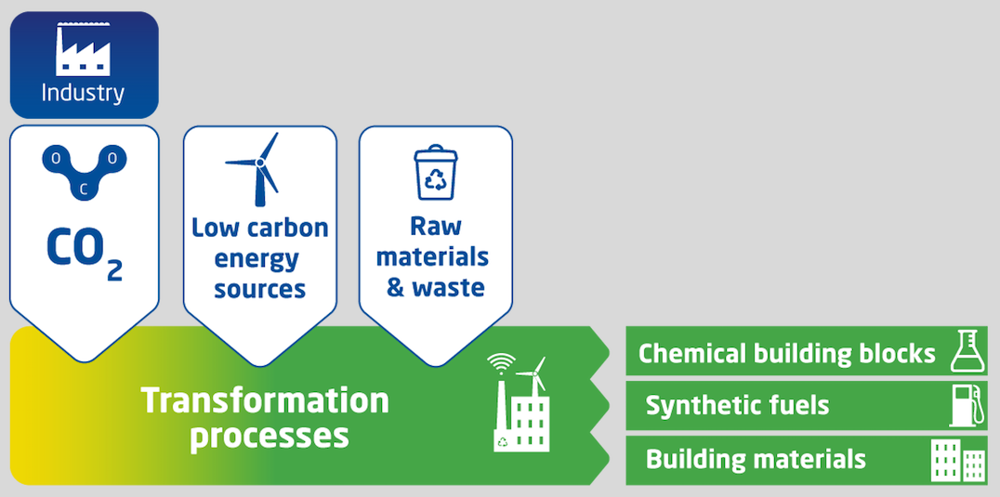 Industry
O O
C
CO₂
Low carbon
energy
sources
Raw
materials
& waste
Transformation
processes
Chemical building blocks
Synthetic fuels
Building materials